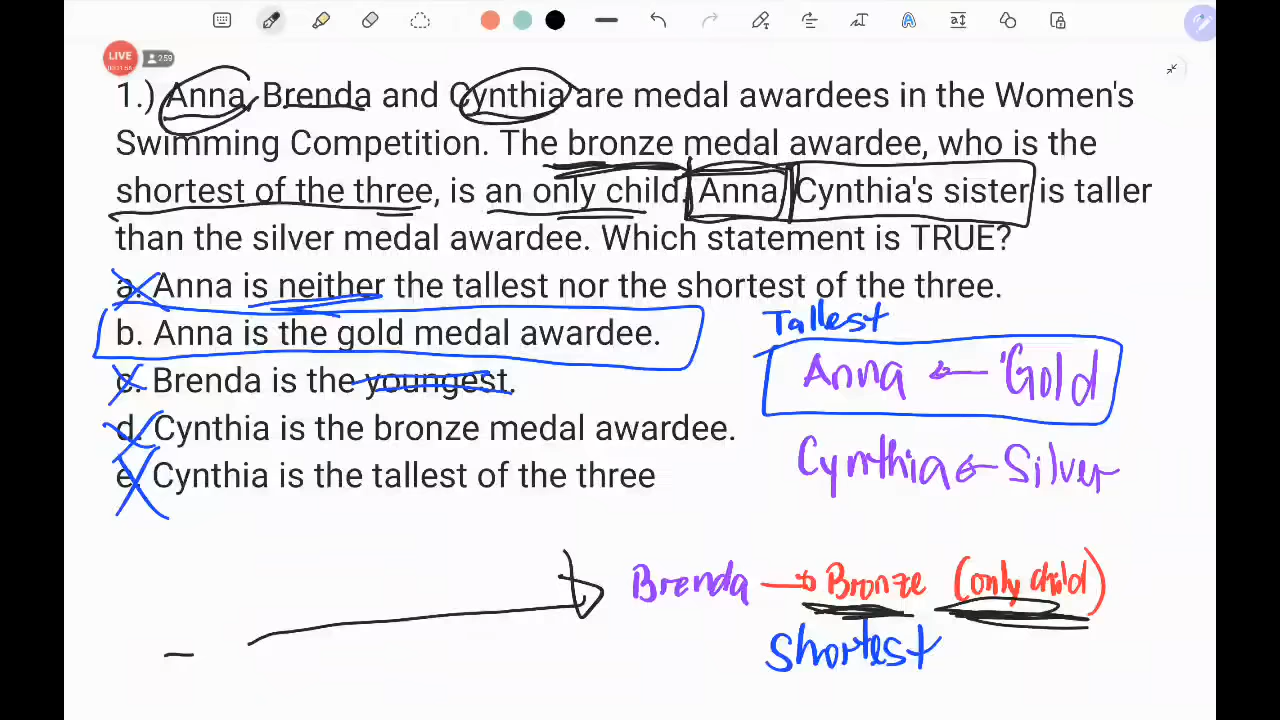 LIVE
259
1.) Anna, Brenda and Cynthia are medal awardees in the Women's
Swimming Competition. The bronze medal awardee, who is the
shortest of the three, is an only child. Anna Cynthia's sister is taller
than the silver medal awardee. Which statement is TRUE?
a. Anna is neither the tallest nor the shortest of the three.
b. Anna is the gold medal awardee.
c. Brenda is the youngest.
d. Cynthia is the bronze medal awardee.
e. Cynthia is the tallest of the three
Tallest
Anna ← Gold
Cynthia ← Silver
Brenda → Bronze (only child)
Shortest